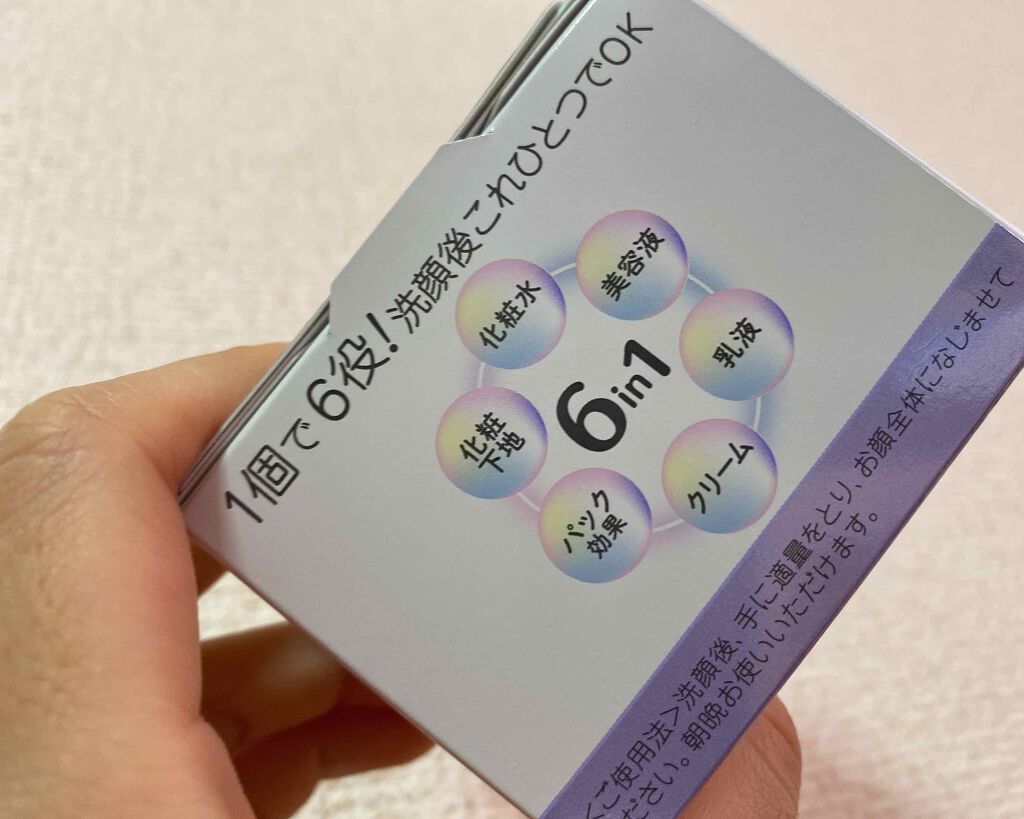 1個で6役！洗顔後これひとつでOK
化粧水
美容液
乳液
6in1
化粧
下地
パック
効果
クリーム
<ご使用法>洗顔後、手に適量をとり、お顔全体になじませて
ださい。朝晩お使いいただけます。